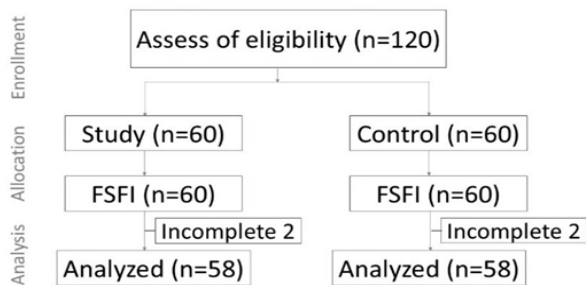 Enrollment
Assess of eligibility (n=120)
Allocation
Study (n=60)
Control (n=60)
FSFI (n=60)
FSFI (n=60)
Analysis
Incomplete 2
Incomplete 2
Analyzed (n=58)
Analyzed (n=58)